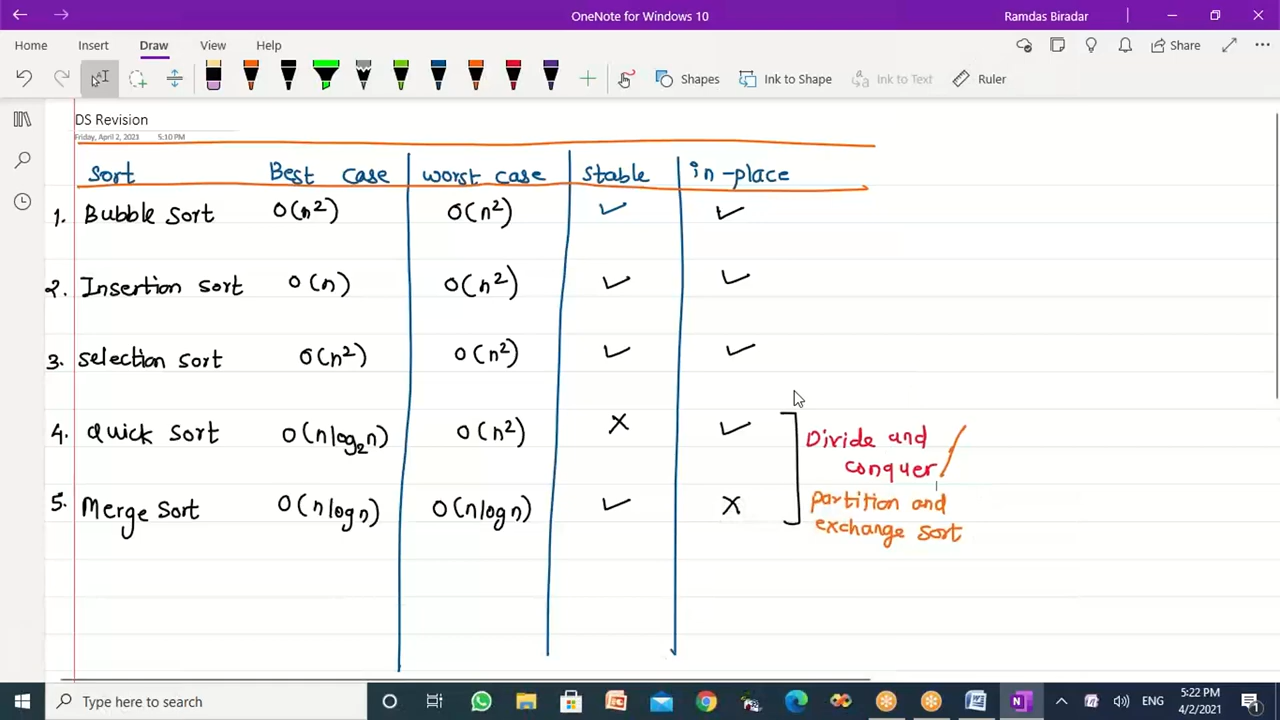 OneNote for Windows 10
Ramdas Biradar
Home Insert Draw View Help
Share
Shapes Ink to Shape Ink to Text Ruler
DS Revision
Friday, April 2, 2023 5:10 PM
Sort Best case worst case stable in-place
1. Bubble sort O(n²) O(n²) ✓ ✓
2. Insertion sort O(n) O(n²) ✓ ✓
3. selection sort O(n²) O(n²) ✓ ✓
4. Quick sort O(nlog₂n) O(n²) X ✓
Divide and
conquer/
5. Merge sort O(nlogn) O(nlogn) ✓ X
partition and
exchange sort
Type here to search
ENG
5:22 PM
4/2/2021